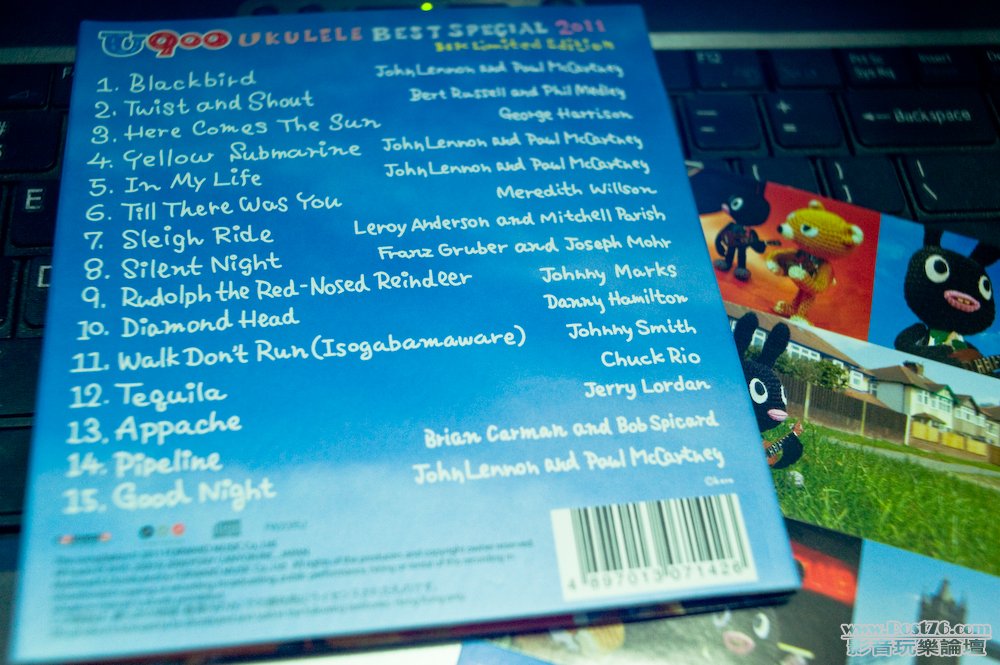 U900 UKULELE BEST SPECIAL 2011
HK Limited Edition
1. Blackbird John Lennon and Paul McCartney
2. Twist and Shout Bert Russell and Phil Medley
3. Here Comes The Sun George Harrison
4. Yellow Submarine John Lennon and Paul McCartney
5. In My Life John Lennon and Paul McCartney
6. Till There Was You Meredith Willson
7. Sleigh Ride Leroy Anderson and Mitchell Parish
8. Silent Night Franz Gruber and Joseph Mohr
9. Rudolph the Red-Nosed Reindeer Johnny Marks
10. Diamond Head Danny Hamilton
11. Walk Don't Run (Isogabamaware) Johnny Smith
12. Tequila Chuck Rio
13. Appache Jerry Lordan
14. Pipeline Brian Carman and Bob Spicard
15. Good Night John Lennon and Paul McCartney
4 897013 071426
Backspace
E
www.Post76.com
影音玩樂論壇